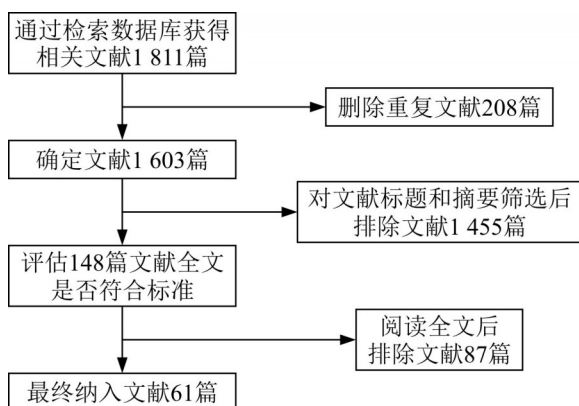 通过检索数据库获得
相关文献1 811篇
删除重复文献208篇
确定文献1 603篇
对文献标题和摘要筛选后
排除文献1 455篇
评估148篇文献全文
是否符合标准
阅读全文后
排除文献87篇
最终纳入文献61篇